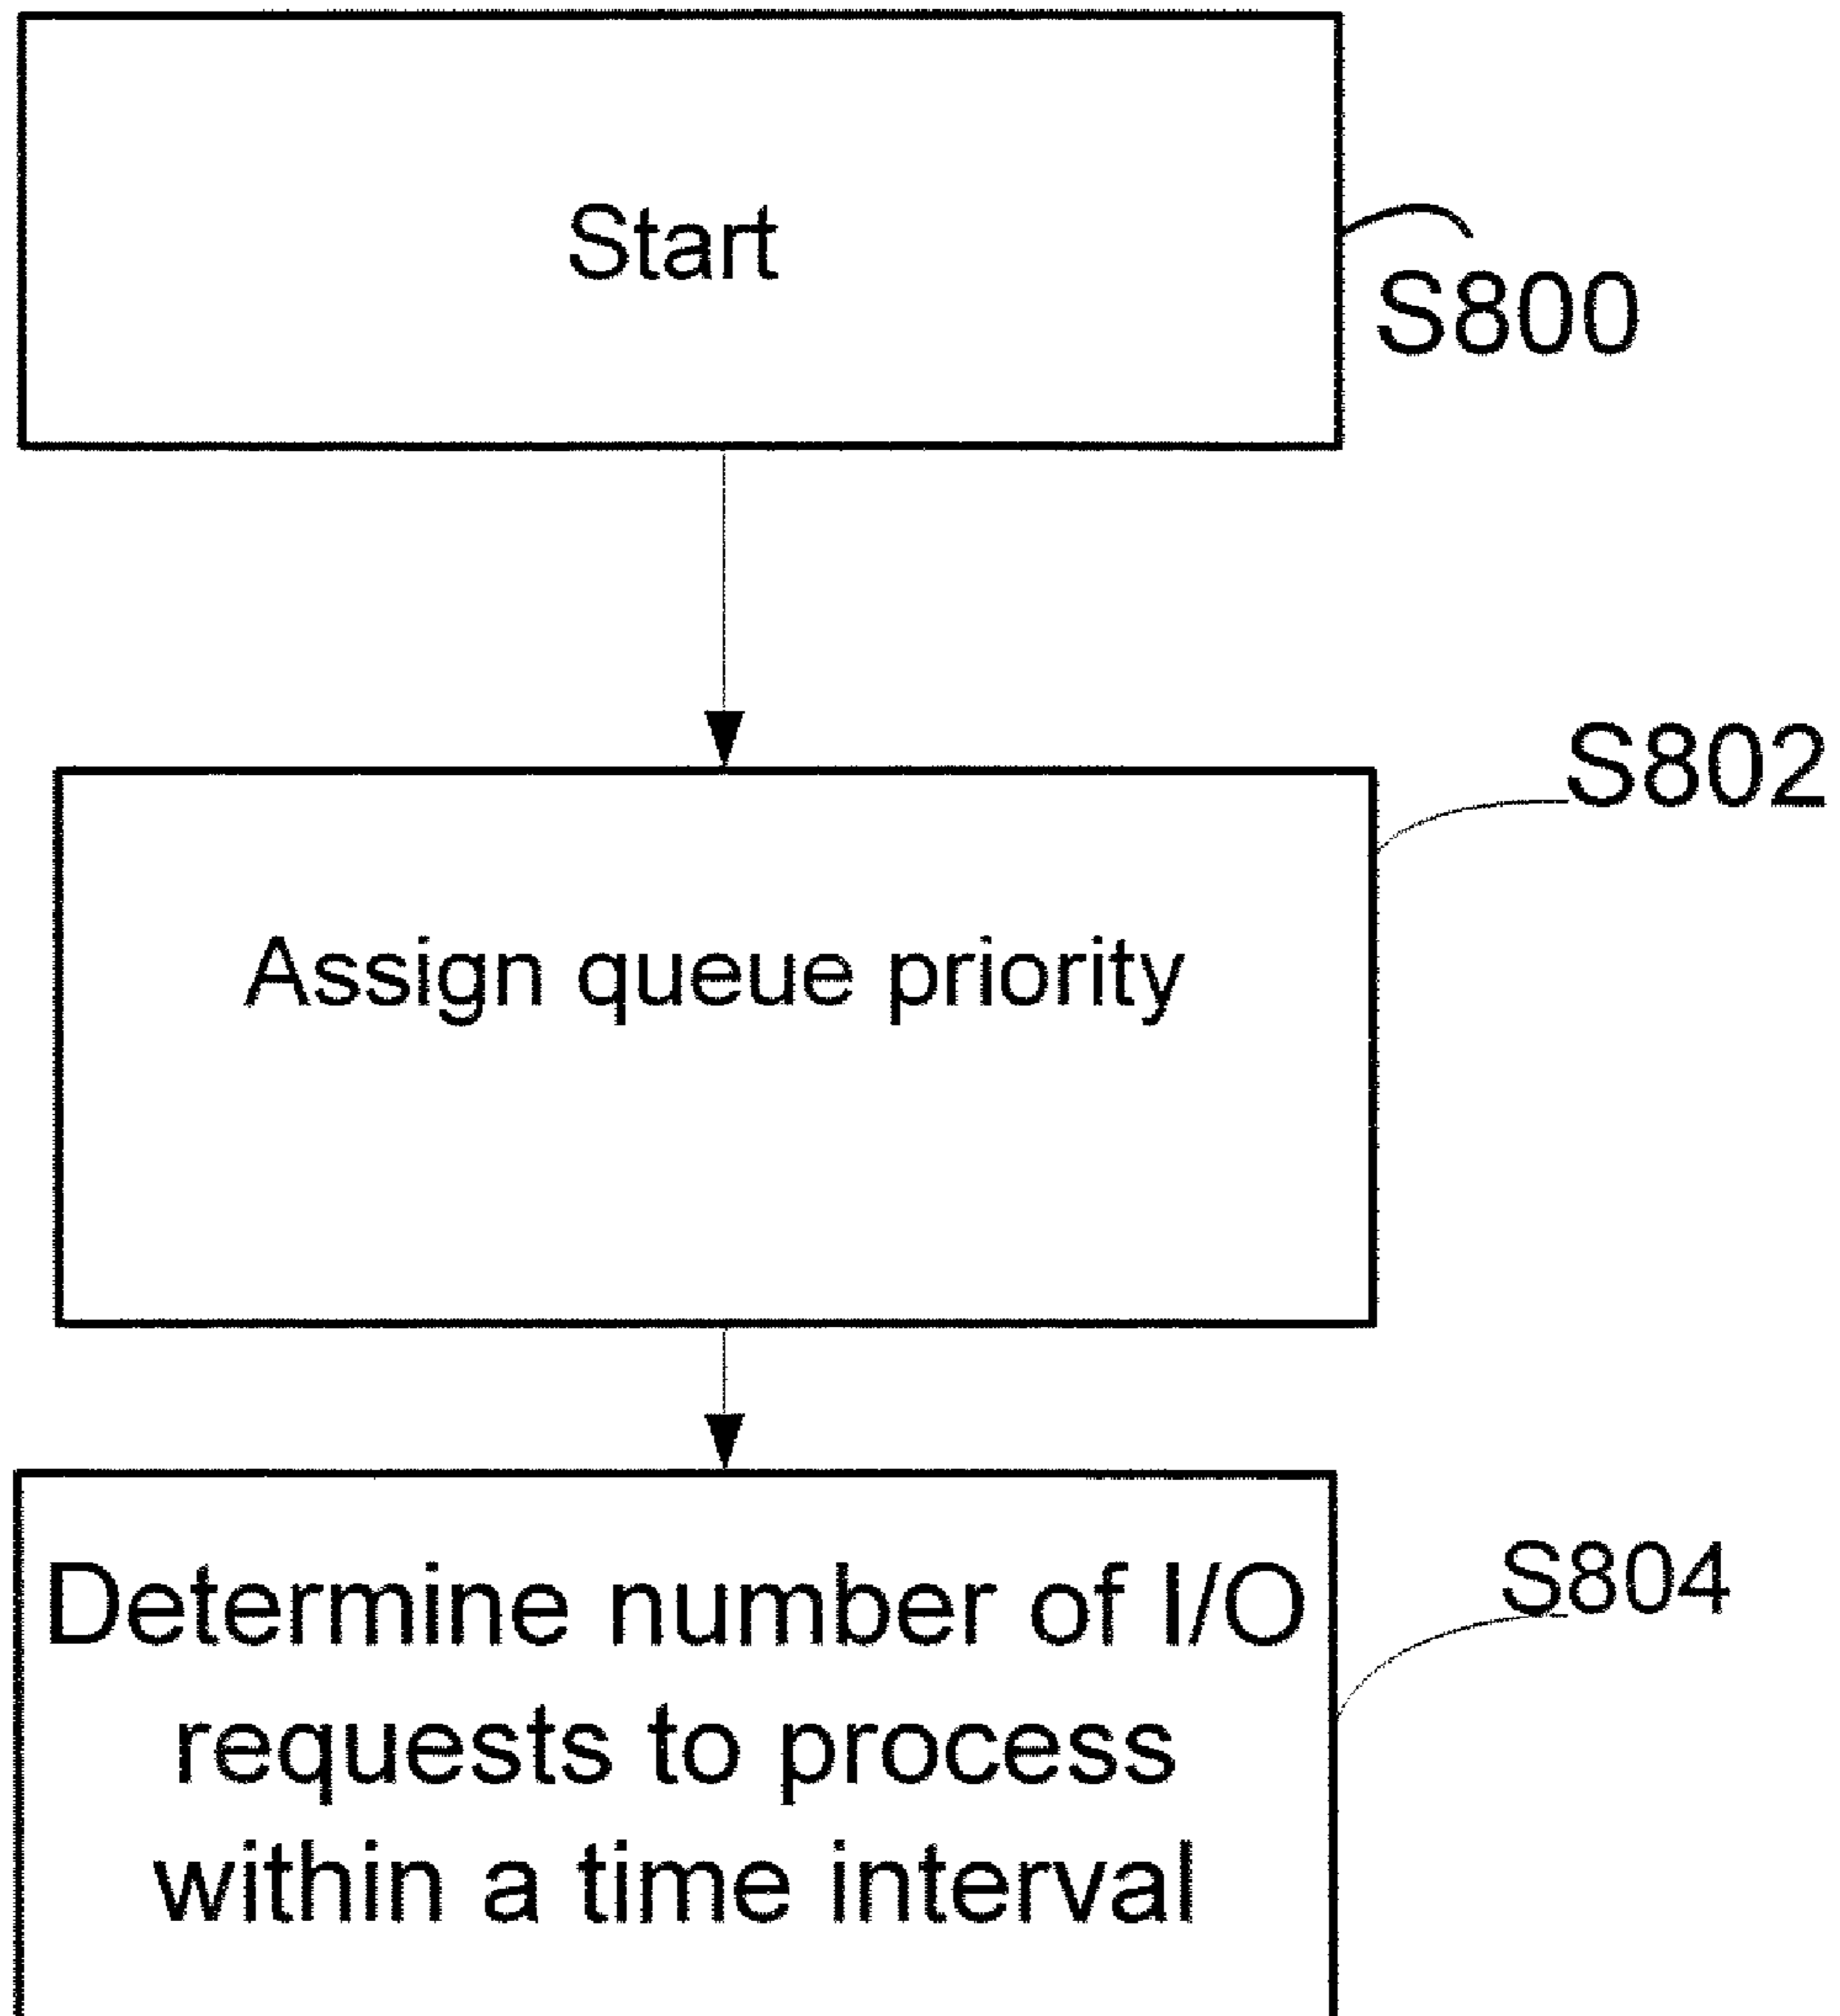 Start
S800
S802
Assign queue priority
S804
Determine number of I/O
requests to process
within a time interval